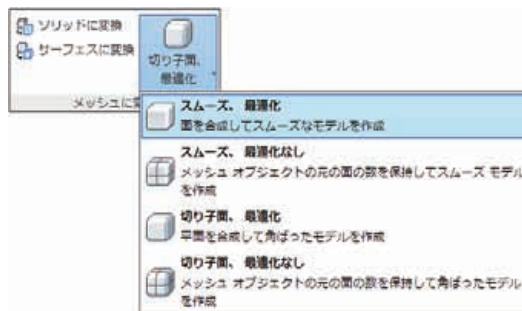 ソリッドに変換
サーフェスに変換
切り子面、
最適化
メッシュに変
スムーズ、 最適化
面を合成してスムーズなモデルを作成
スムーズ、 最適化なし
メッシュ オブジェクトの元の面の数を保持してスムーズ モデル
を作成
切り子面、 最適化
平面を合成して角ばったモデルを作成
切り子面、 最適化なし
メッシュ オブジェクトの元の面の数を保持して角ばったモデル
を作成